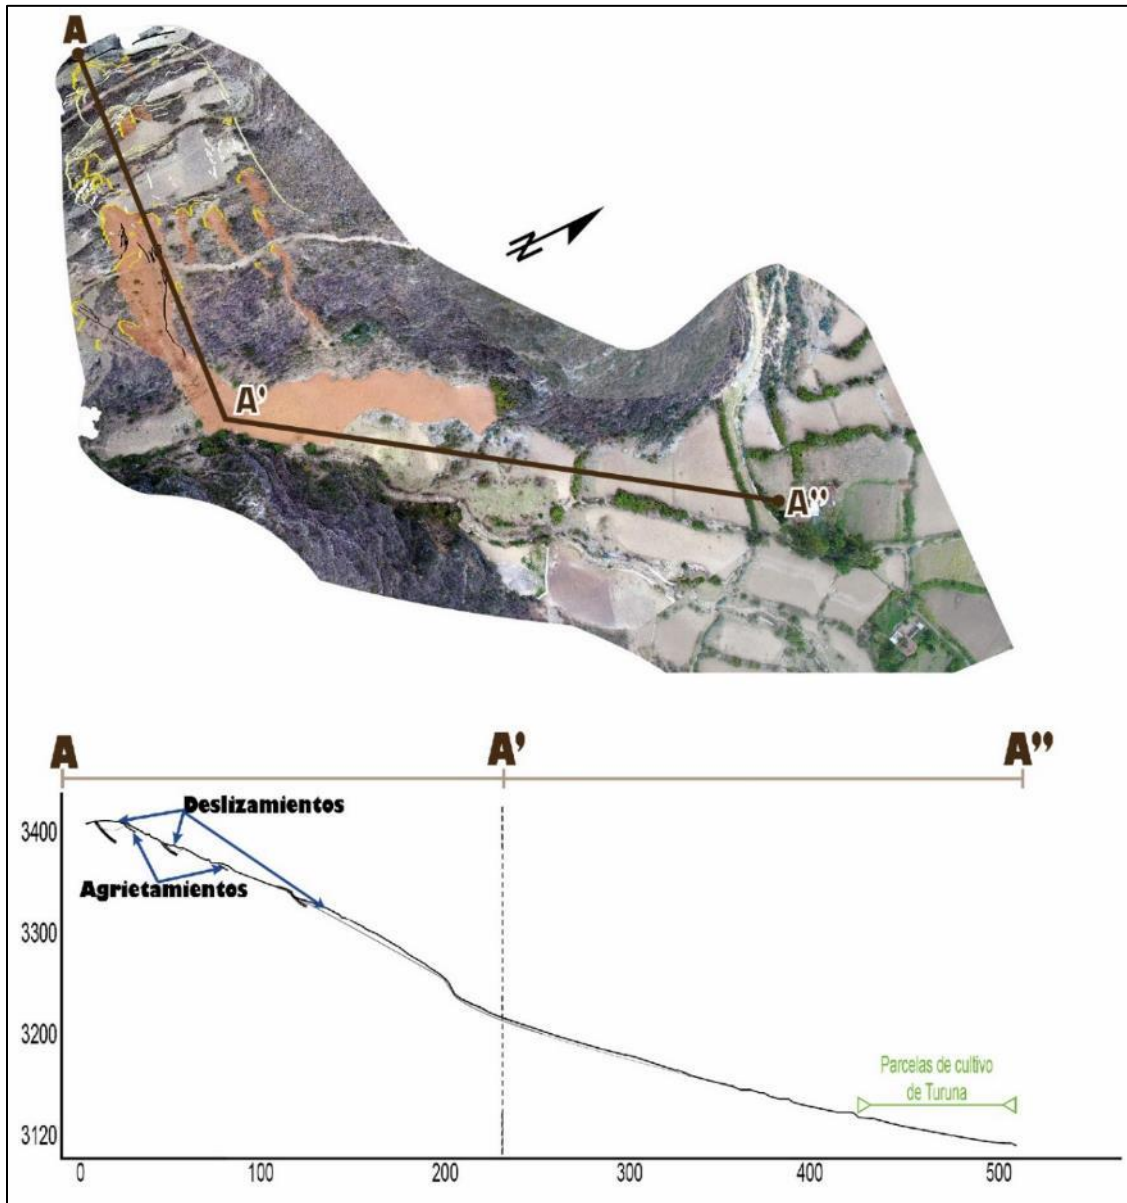 A
N
A'
A''
A A' A''
Deslizamientos
3400
Agrietamientos
3300
3200
Parcelas de cultivo
de Turuna
3120
0 100 200 300 400 500